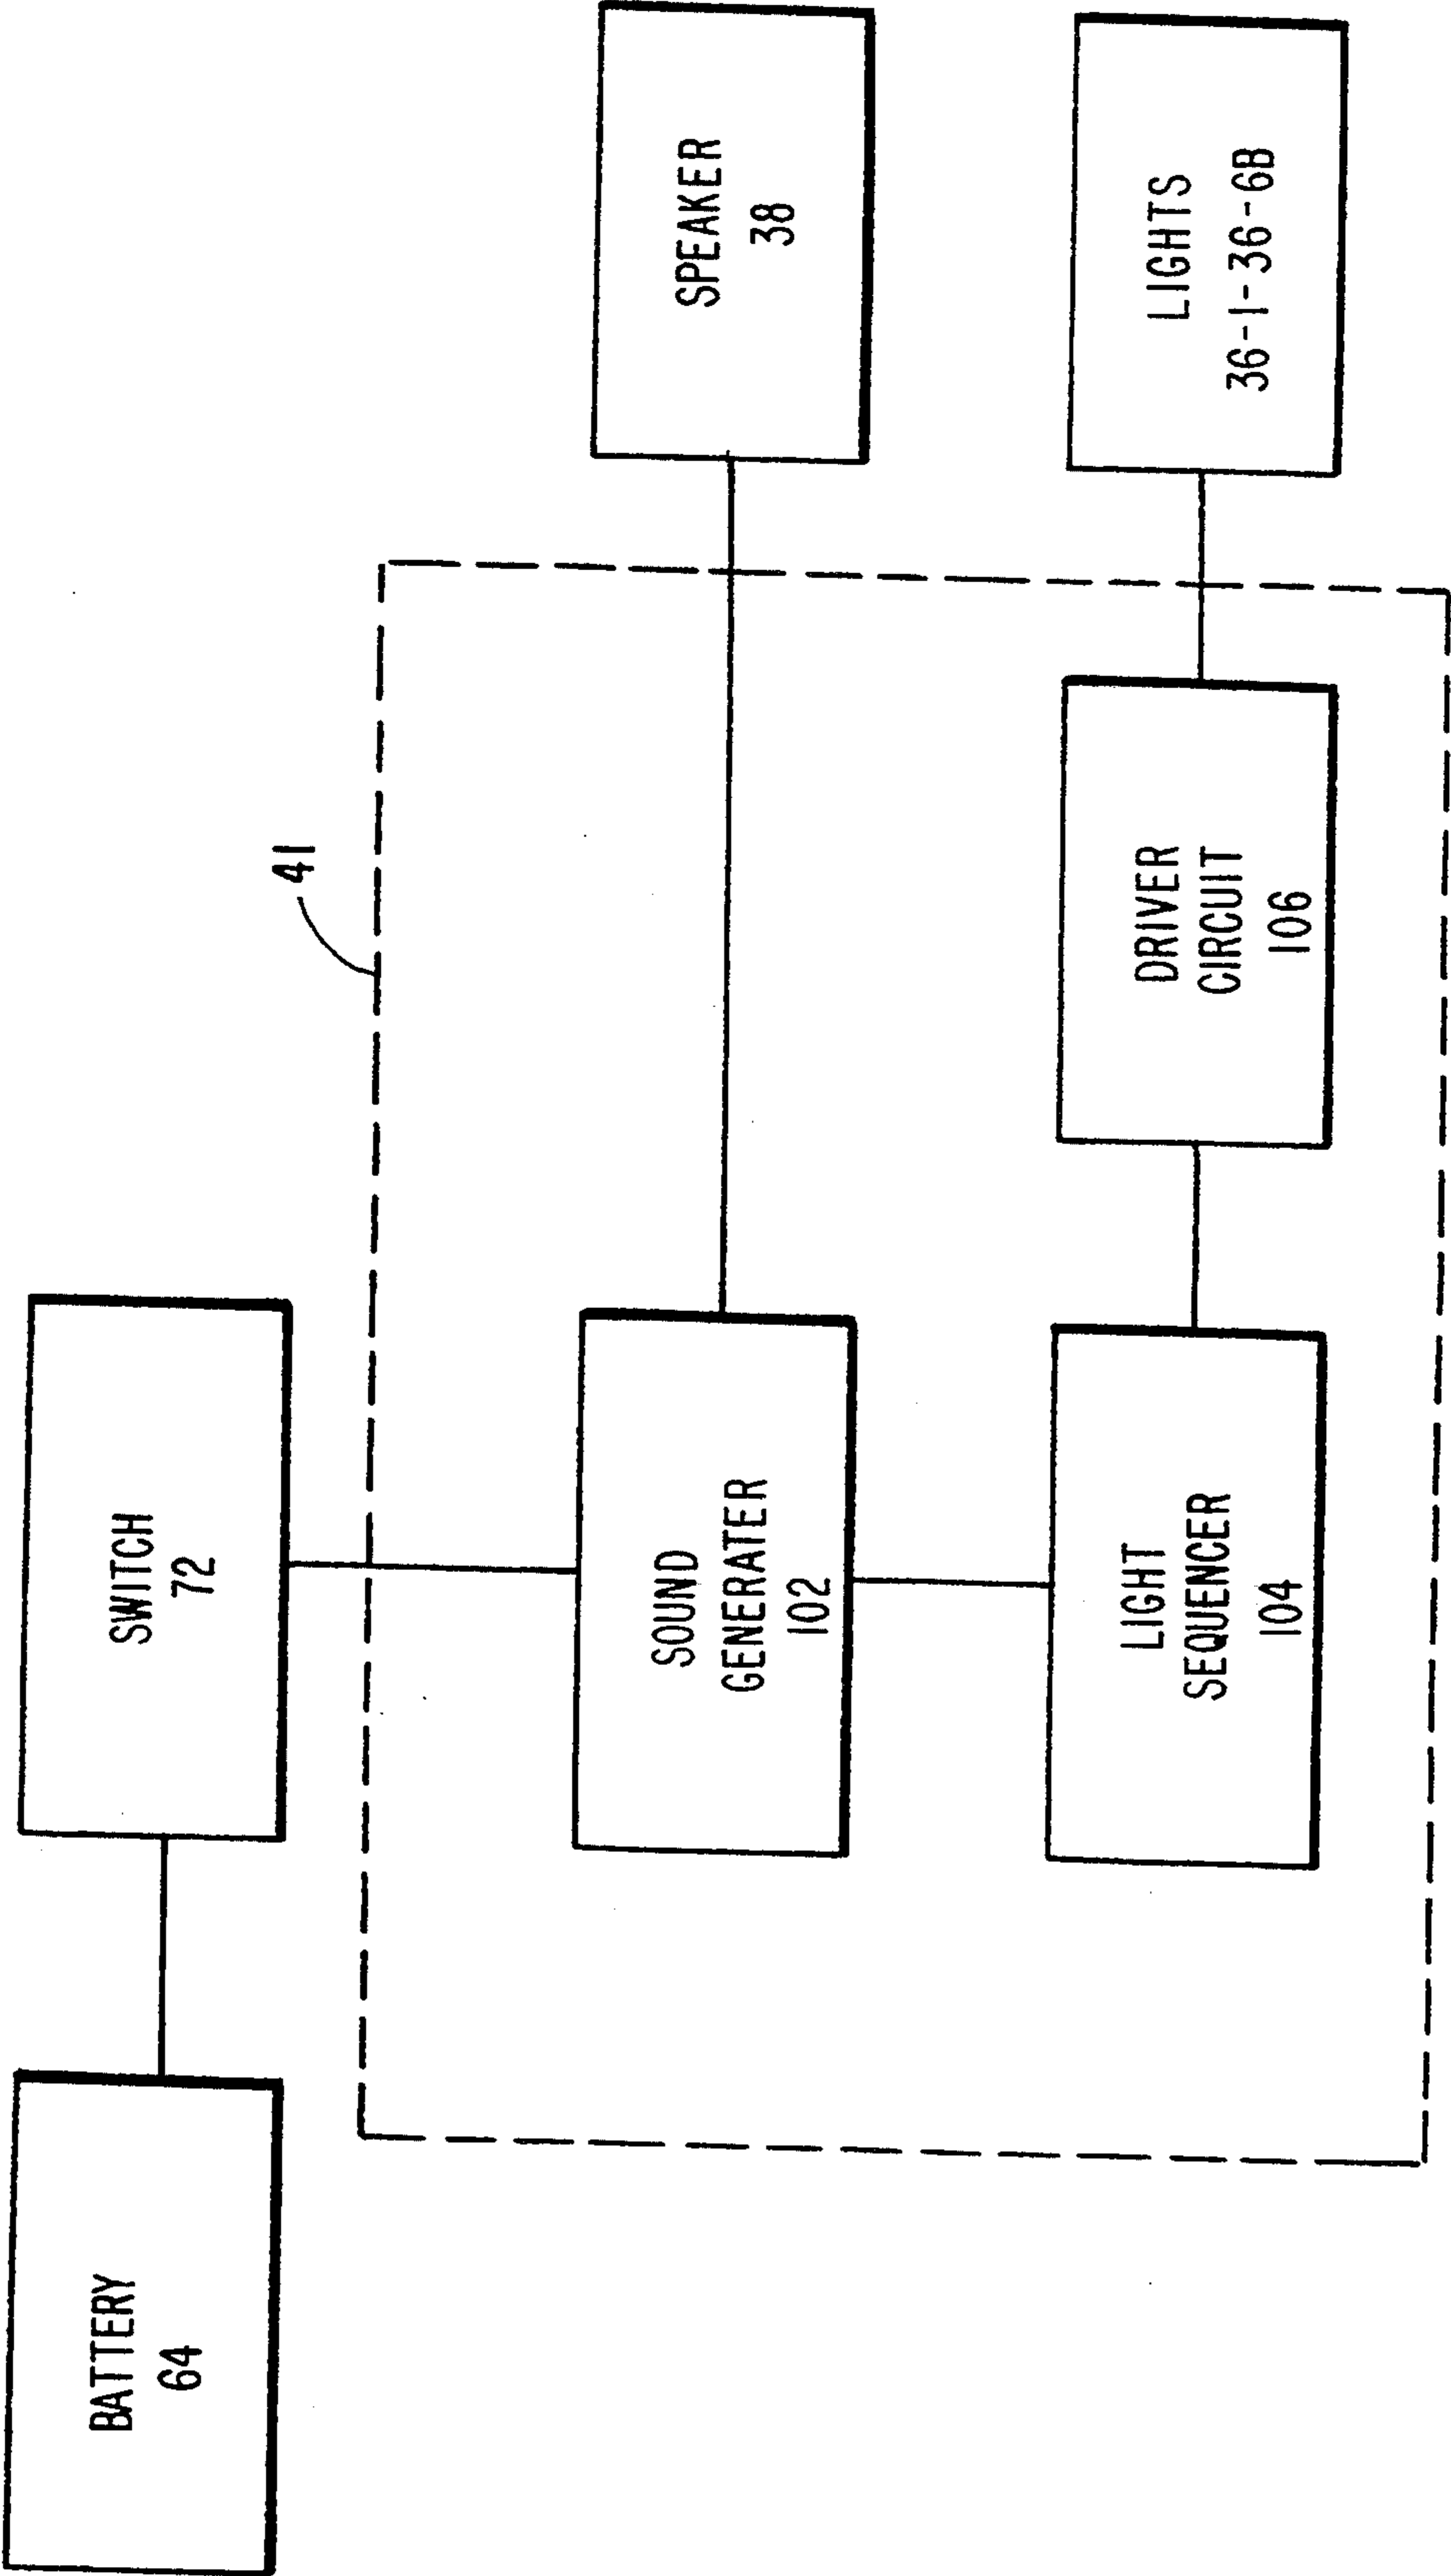 BATTERY
64
SWITCH
72
41
SOUND
GENERATER
102
SPEAKER
38
LIGHT
SEQUENCER
104
DRIVER
CIRCUIT
106
LIGHTS
36-1-36-6B